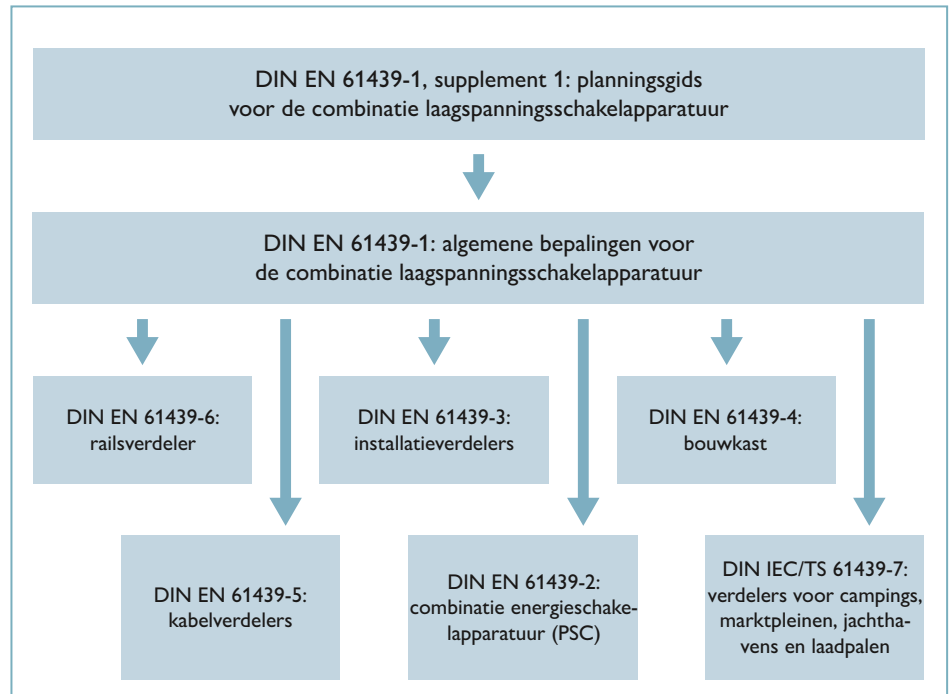 DIN EN 61439-1, supplement 1: planningsgids
voor de combinatie laagspanningsschakelapparatuur
DIN EN 61439-1: algemene bepalingen voor
de combinatie laagspanningsschakelapparatuur
DIN EN 61439-6:
railsverdeler
DIN EN 61439-3:
installatieverdelers
DIN EN 61439-4:
bouwkast
DIN EN 61439-5:
kabelverdelers
DIN EN 61439-2:
combinatie energieschake-
lapparatuur (PSC)
DIN IEC/TS 61439-7:
verdelers voor campings,
marktpleinen, jachtha-
vens en laadpalen